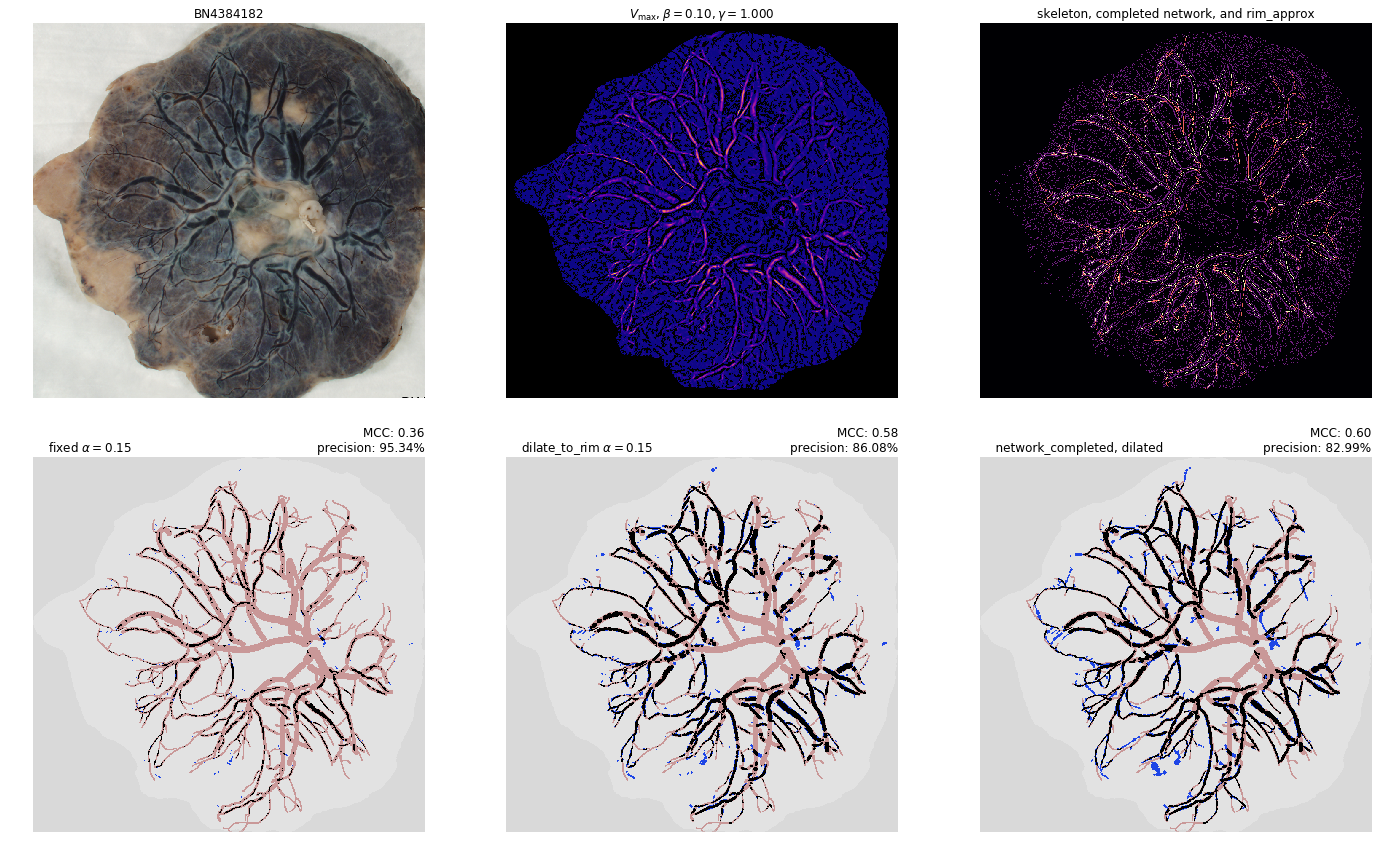 BN4384182
V_max, β = 0.10, γ = 1.000
skeleton, completed network, and rim_approx
fixed α = 0.15
MCC: 0.36
precision: 95.34%
dilate_to_rim α = 0.15
MCC: 0.58
precision: 86.08%
network_completed, dilated
MCC: 0.60
precision: 82.99%